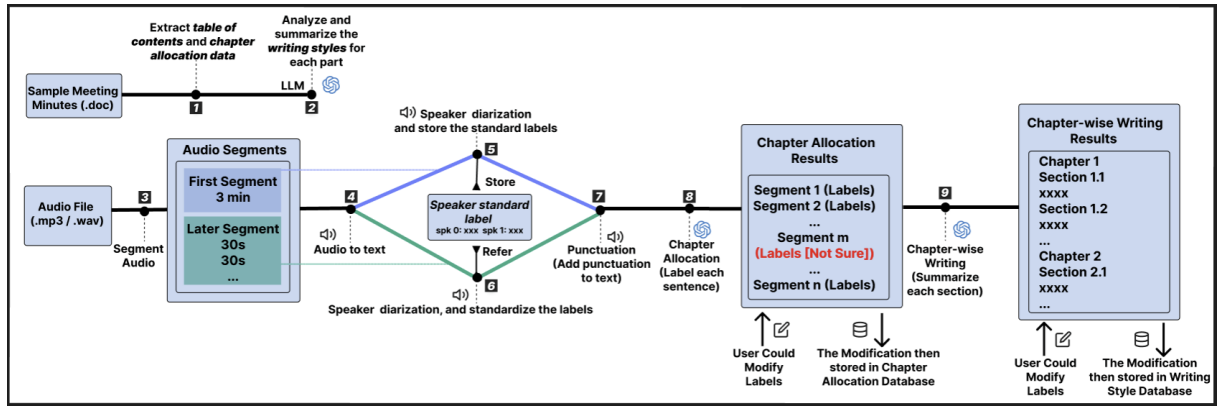 Extract table of
contents and chapter
allocation data
Analyze and
summarize the
writing styles for
each part
LLM
Sample Meeting
Minutes (.doc)
1
2
Audio File
(.mp3 / .wav)
3
Segment
Audio
Audio Segments
First Segment
3 min
Later Segment
30s
30s
...
4
Audio to text
Speaker diarization
and store the standard labels
5
Store
Speaker standard
label
spk 0: xxx spk 1: xxx
Refer
6
Speaker diarization, and standardize the labels
7
Punctuation
(Add punctuation
to text)
8
Chapter
Allocation
(Label each
sentence)
Chapter Allocation
Results
Segment 1 (Labels)
Segment 2 (Labels)
...
Segment m
(Labels [Not Sure])
...
Segment n (Labels)
User Could
Modify
Labels
The Modification then
stored in Chapter
Allocation Database
9
Chapter-wise
Writing
(Summarize
each section)
Chapter-wise Writing
Results
Chapter 1
Section 1.1
xxxx
Section 1.2
xxxx
...
Chapter 2
Section 2.1
xxxx
...
User Could
Modify
Labels
The Modification
then stored in Writing
Style Database